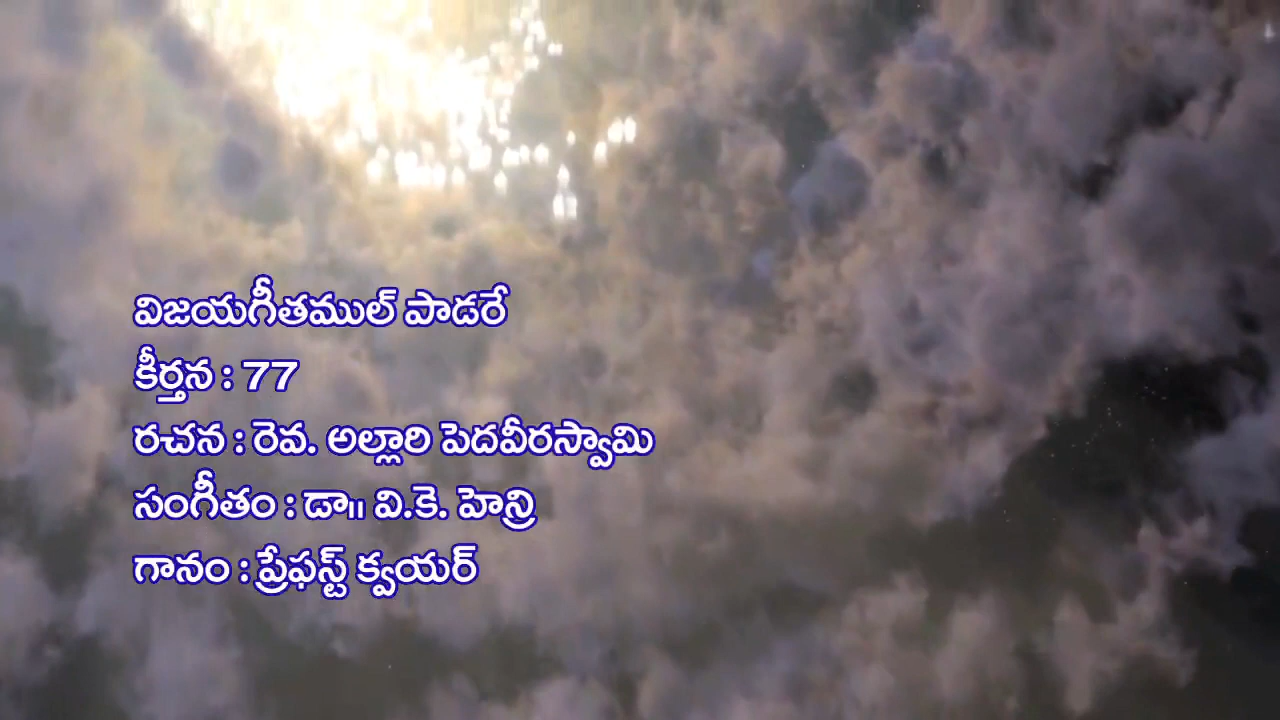 విజయగీతముల్ పాడరే
కీర్తన : 77
రచన : రెవ. అల్లారి పెదవీరస్వామి
సంగీతం : డా|| వి.కె. హెన్రి
గానం : ప్రేఫస్ట్ క్వయర్